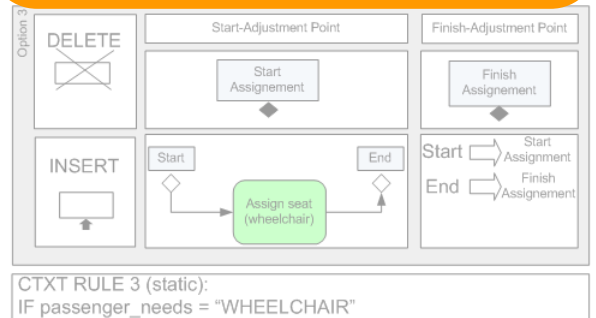 Option 3
DELETE
Start-Adjustment Point
Finish-Adjustment Point
Start
Assignement
Finish
Assignement
INSERT
Start
End
Assign seat
(wheelchair)
Start
Start
Assignment
End
Finish
Assignement
CTXT RULE 3 (static):
IF passenger_needs = “WHEELCHAIR”